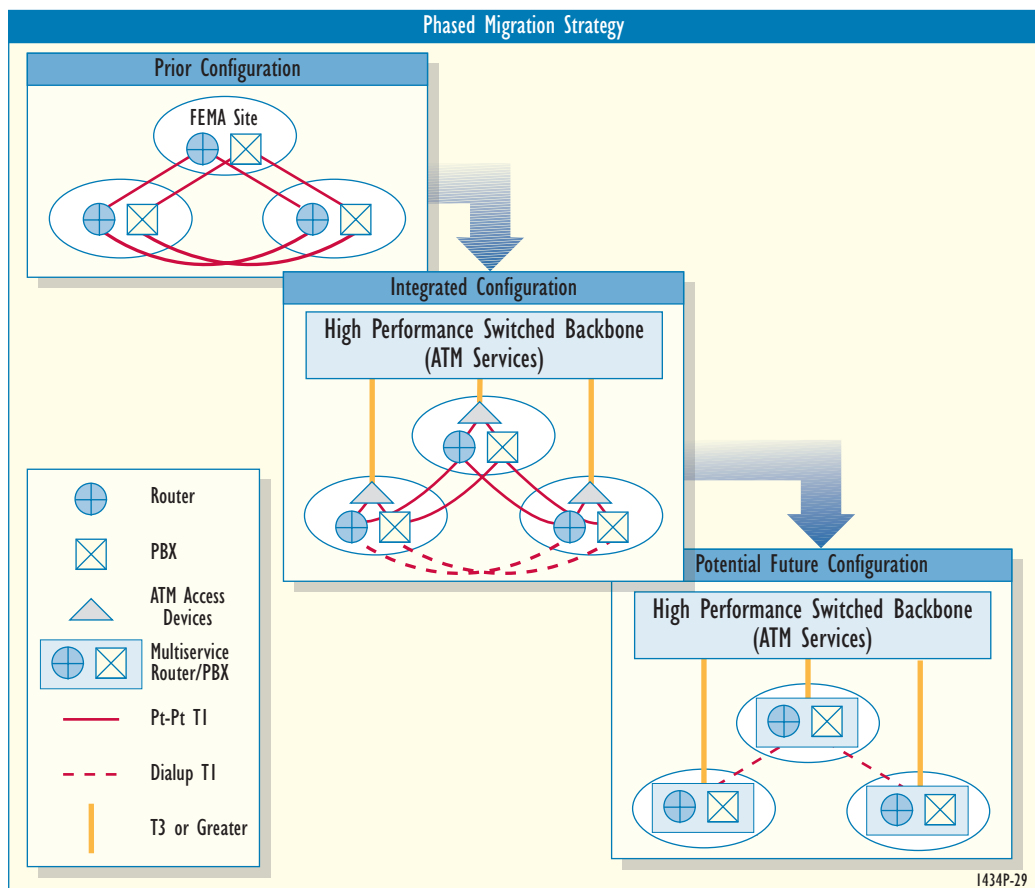 Phased Migration Strategy
Prior Configuration
FEMA Site
Integrated Configuration
High Performance Switched Backbone
(ATM Services)
Router
PBX
ATM Access
Devices
Multiservice
Router/PBX
Pt-Pt T1
Dialup T1
T3 or Greater
Potential Future Configuration
High Performance Switched Backbone
(ATM Services)
1434P-29